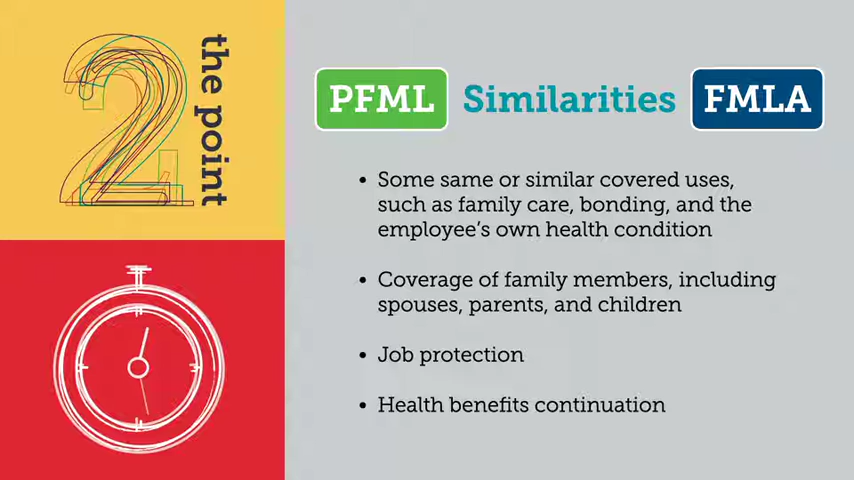 2 the point
PFML Similarities FMLA
• Some same or similar covered uses,
such as family care, bonding, and the
employee's own health condition
• Coverage of family members, including
spouses, parents, and children
• Job protection
• Health benefits continuation